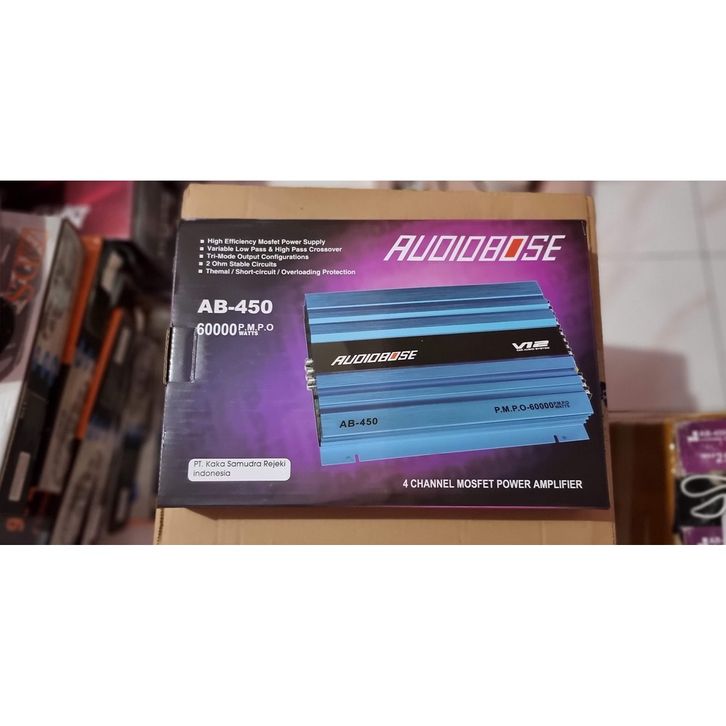 High Efficiency Mosfet Power Supply
Variable Low Pass & High Pass Crossover
Tri-Mode Output Configurations
2 Ohm Stable Circuits
Themal / Short-circuit / Overloading Protection
AUDIOBOSE
AB-450
60000 P.M.P.O WATTS
AUDIOBOSE
V12
P.M.P.O-60000 P.M.P.O WATTS
AB-450
PT. Kaka Samudra Rejeki
indonesia
4 CHANNEL MOSFET POWER AMPLIFIER